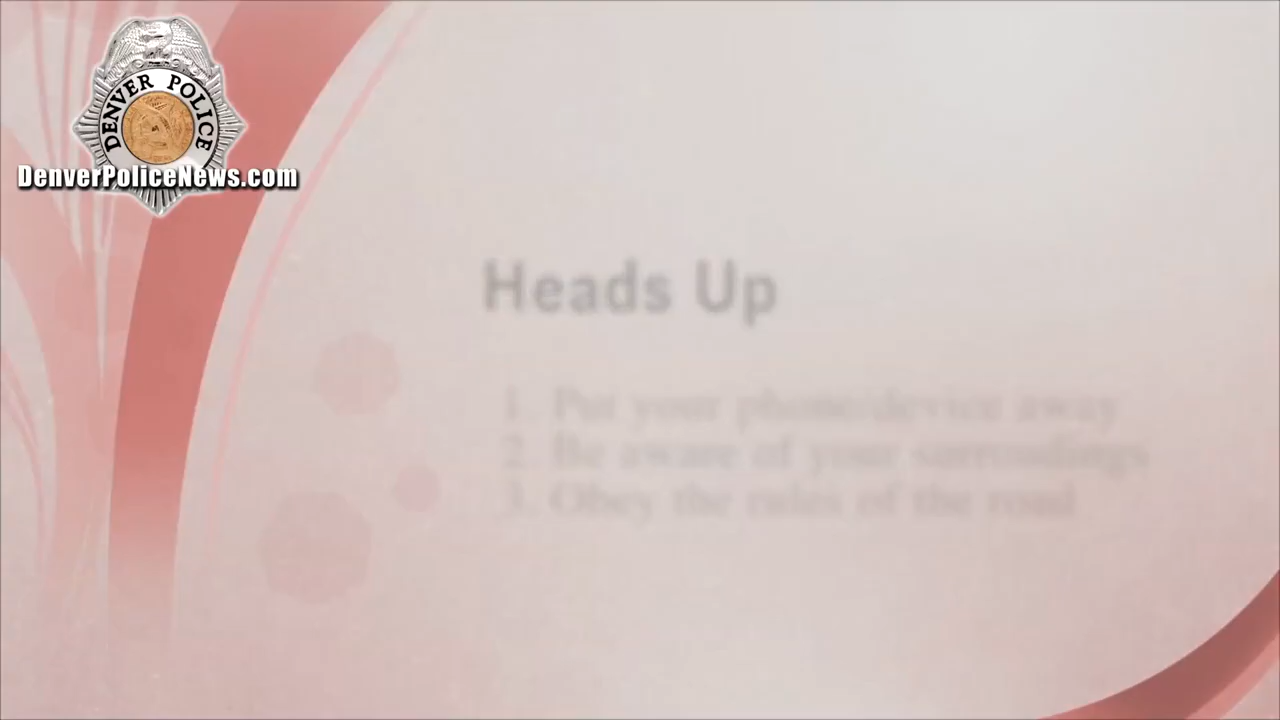 DENVER POLICE
DenverPoliceNews.com
Heads Up
1. Put your phone/device away
2. Be aware of your surroudings
3. Obey the rules of the road